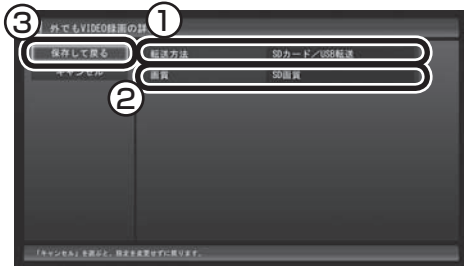 ③
①
外でもVIDEO録画の詳
保存して戻る
転送方法 SDカード／USB転送
キャンセル
画質 SD画質
②
「キャンセル」を選ぶと、設定を変更せずに戻ります。